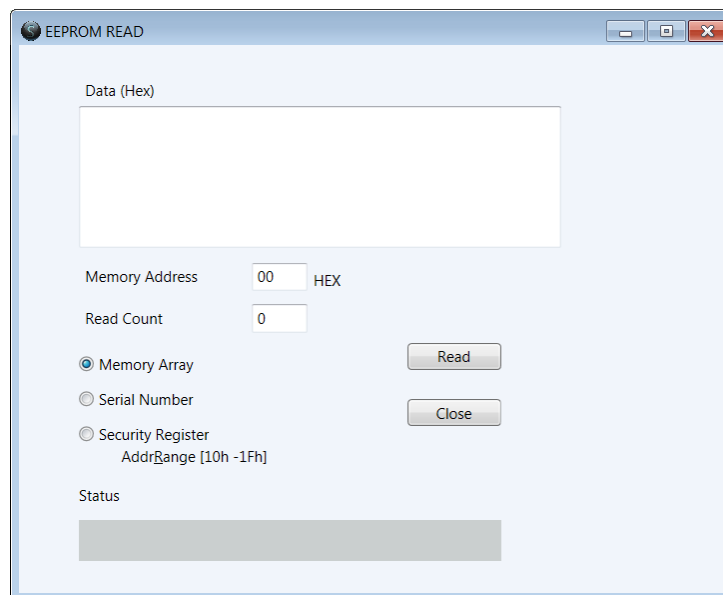 EEPROM READ
Data (Hex)
Memory Address 00 HEX
Read Count 0
Memory Array
Read
Serial Number
Close
Security Register
AddrRange [10h -1Fh]
Status